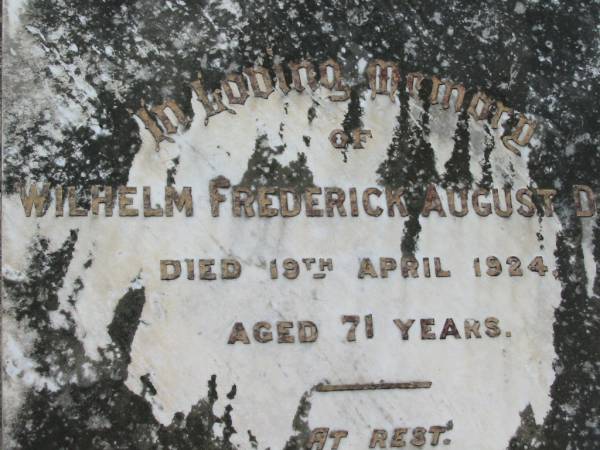 In Loving Memory
OF
WILHELM FREDERICK AUGUST D
DIED 19TH APRIL 1924.
AGED 71 YEARS.
AT REST.